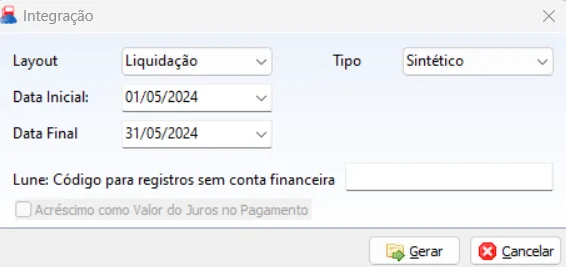 Integração
Layout Liquidação Tipo Sintético
Data Inicial: 01/05/2024
Data Final 31/05/2024
Lune: Código para registros sem conta financeira
Acréscimo como Valor do Juros no Pagamento
Gerar Cancelar